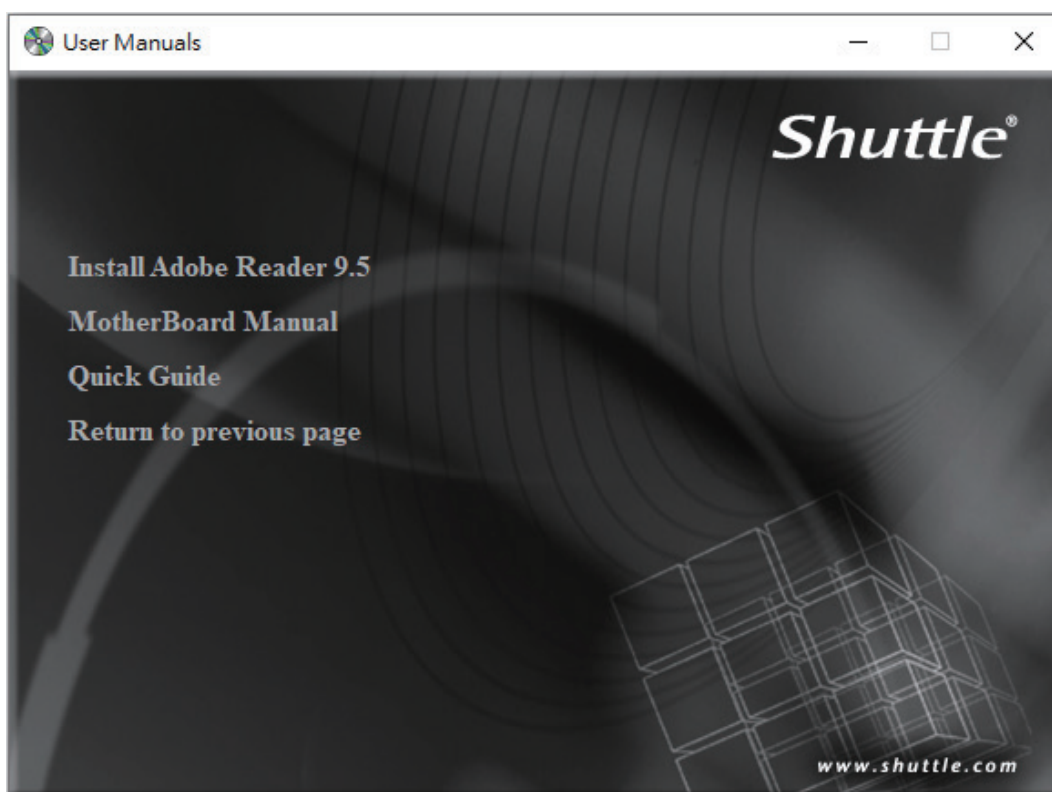 User Manuals
Shuttle®
Install Adobe Reader 9.5
MotherBoard Manual
Quick Guide
Return to previous page
www.shuttle.com